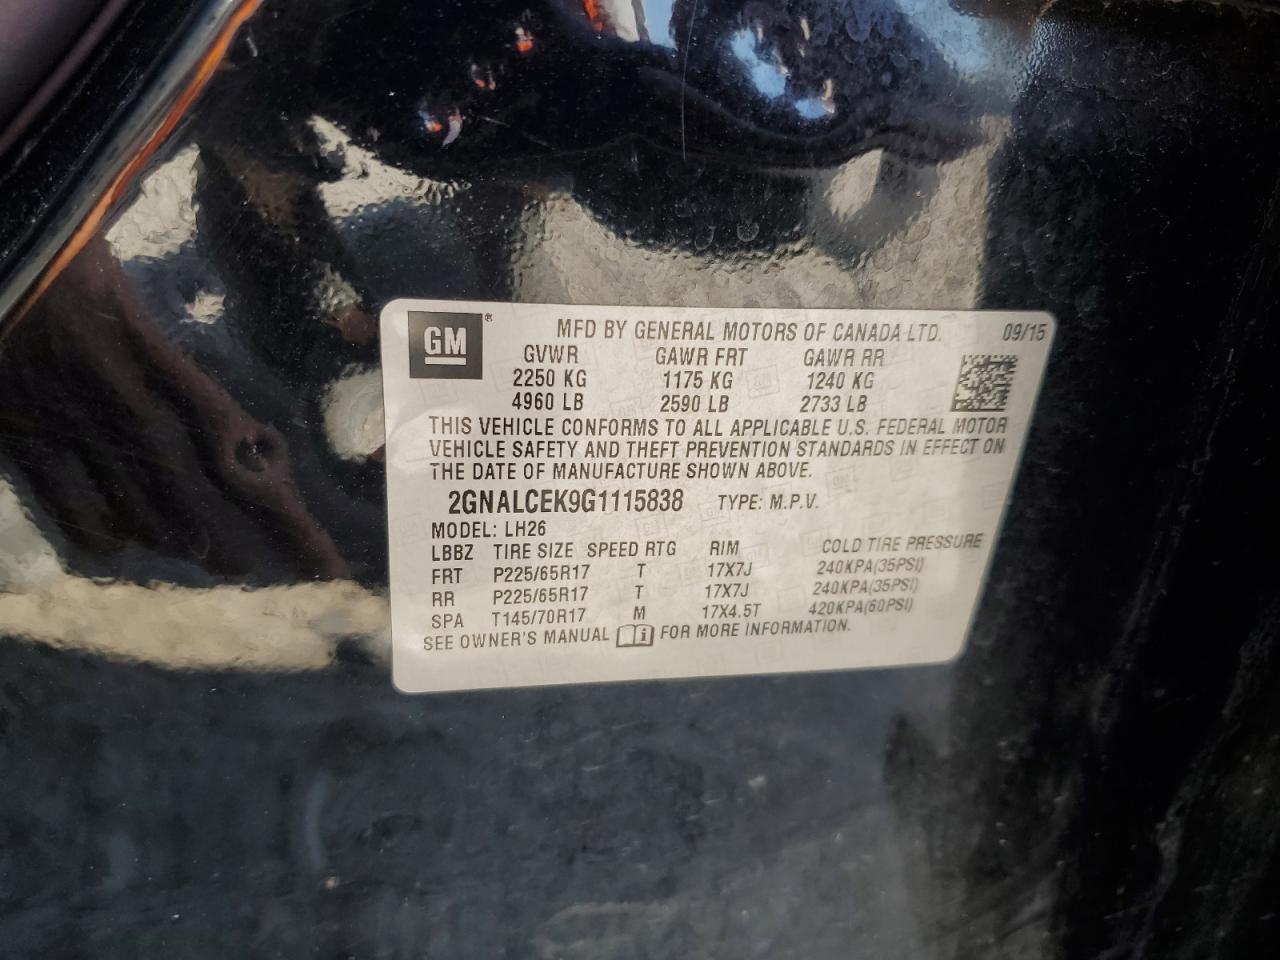 GM® MFD BY GENERAL MOTORS OF CANADA LTD. 09/15
GVWR GAWR FRT GAWR RR
2250 KG 1175 KG 1240 KG
4960 LB 2590 LB 2733 LB
THIS VEHICLE CONFORMS TO ALL APPLICABLE U.S. FEDERAL MOTOR
VEHICLE SAFETY AND THEFT PREVENTION STANDARDS IN EFFECT ON
THE DATE OF MANUFACTURE SHOWN ABOVE.
2GNALCEK9G1115838 TYPE: M.P.V.
MODEL: LH26
LBBZ TIRE SIZE SPEED RTG RIM COLD TIRE PRESSURE
FRT P225/65R17 T 17X7J 240KPA(35PSI)
RR P225/65R17 T 17X7J 240KPA(35PSI)
SPA T145/70R17 M 17X4.5T 420KPA(60PSI)
SEE OWNER'S MANUAL i FOR MORE INFORMATION.